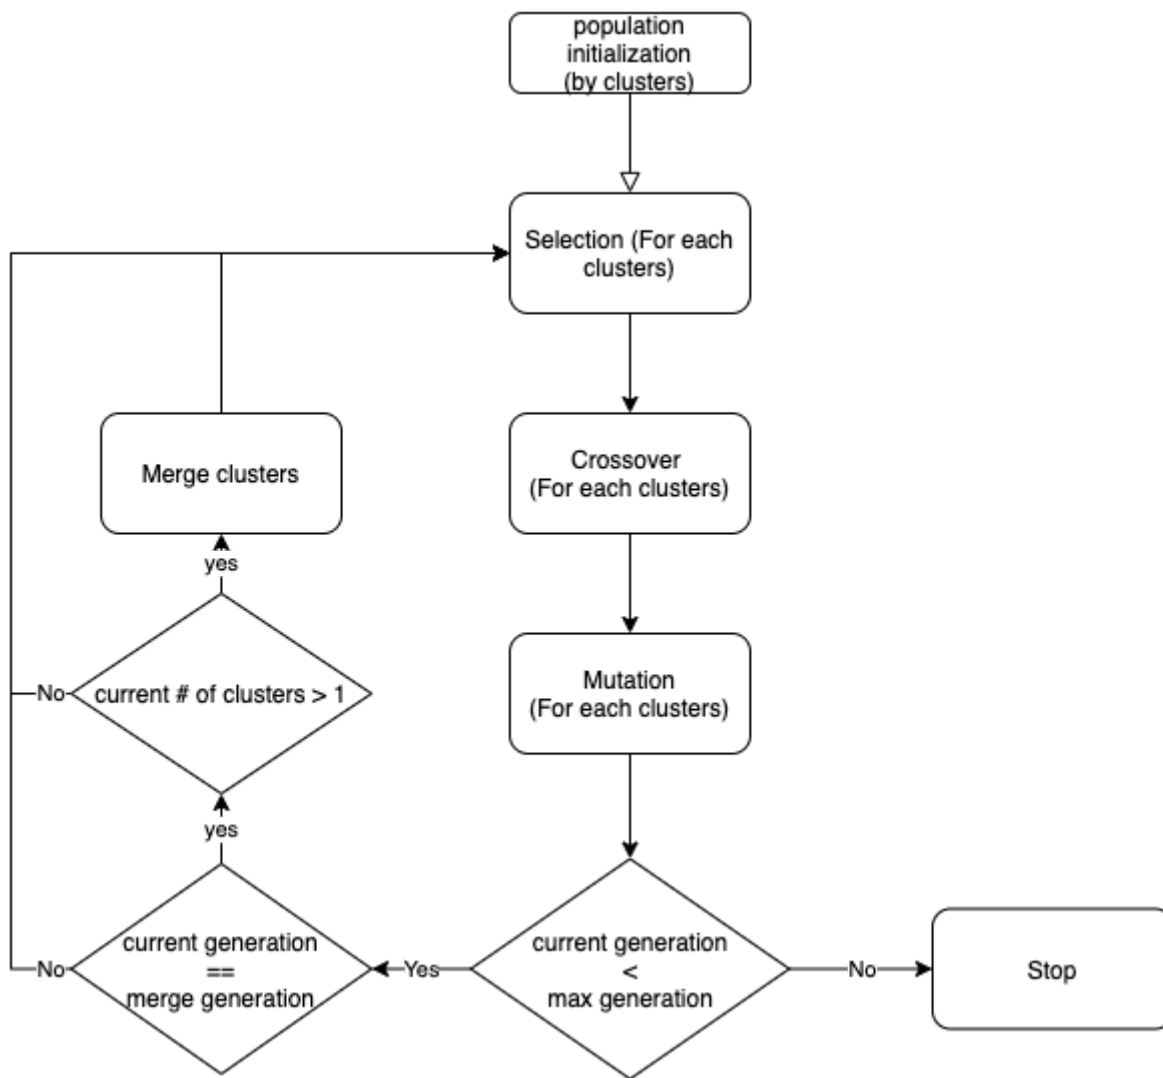 population
initialization
(by clusters)
Selection (For each
clusters)
Crossover
(For each clusters)
Merge clusters
yes
Mutation
(For each clusters)
No
current # of clusters > 1
yes
current generation
<
max generation
Yes
No
Stop
current generation
==
merge generation
No